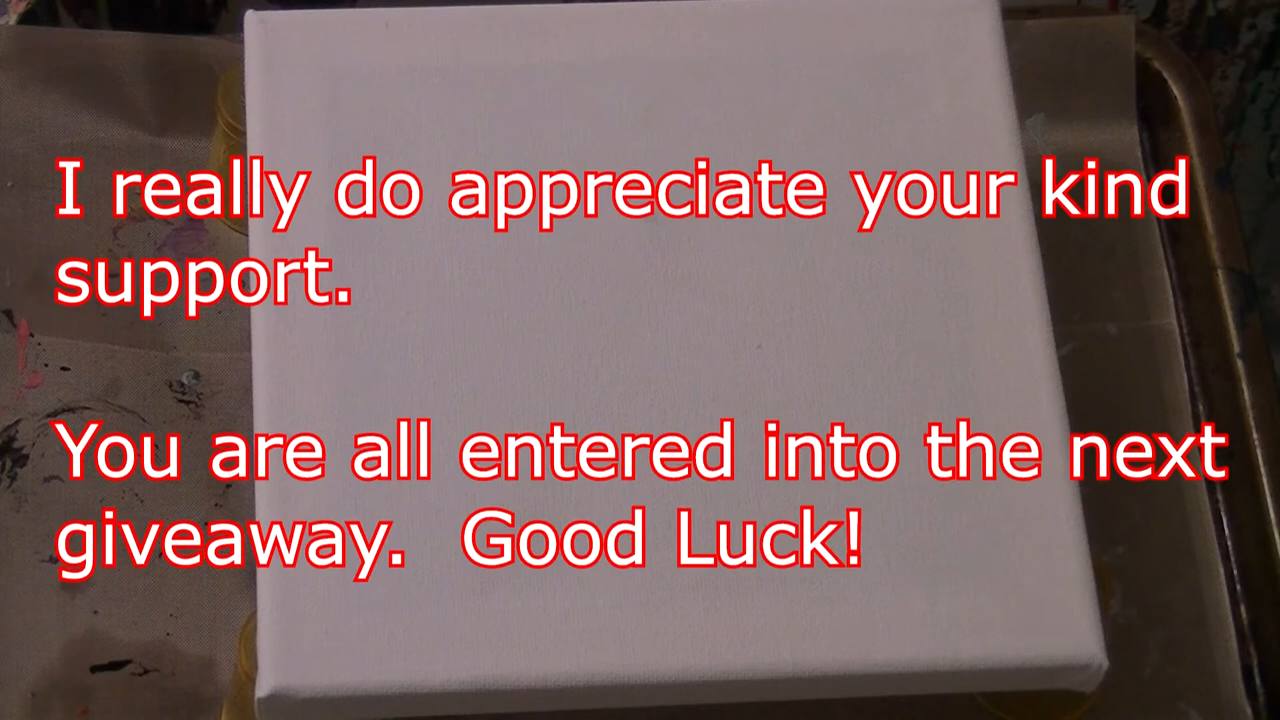 I really do appreciate your kind
support.
You are all entered into the next
giveaway.  Good Luck!